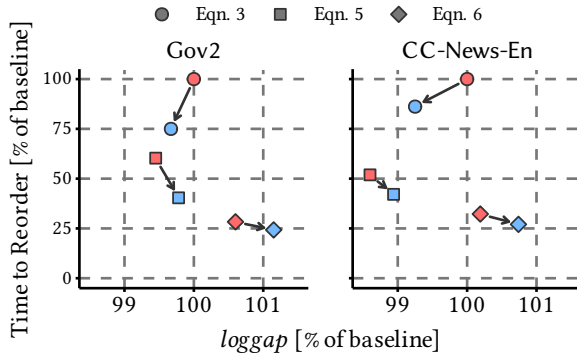 Eqn. 3 Eqn. 5 Eqn. 6
Gov2 CC-News-En
Time to Reorder [% of baseline]
100
75
50
25
0
99 100 101 99 100 101
loggap [% of baseline]